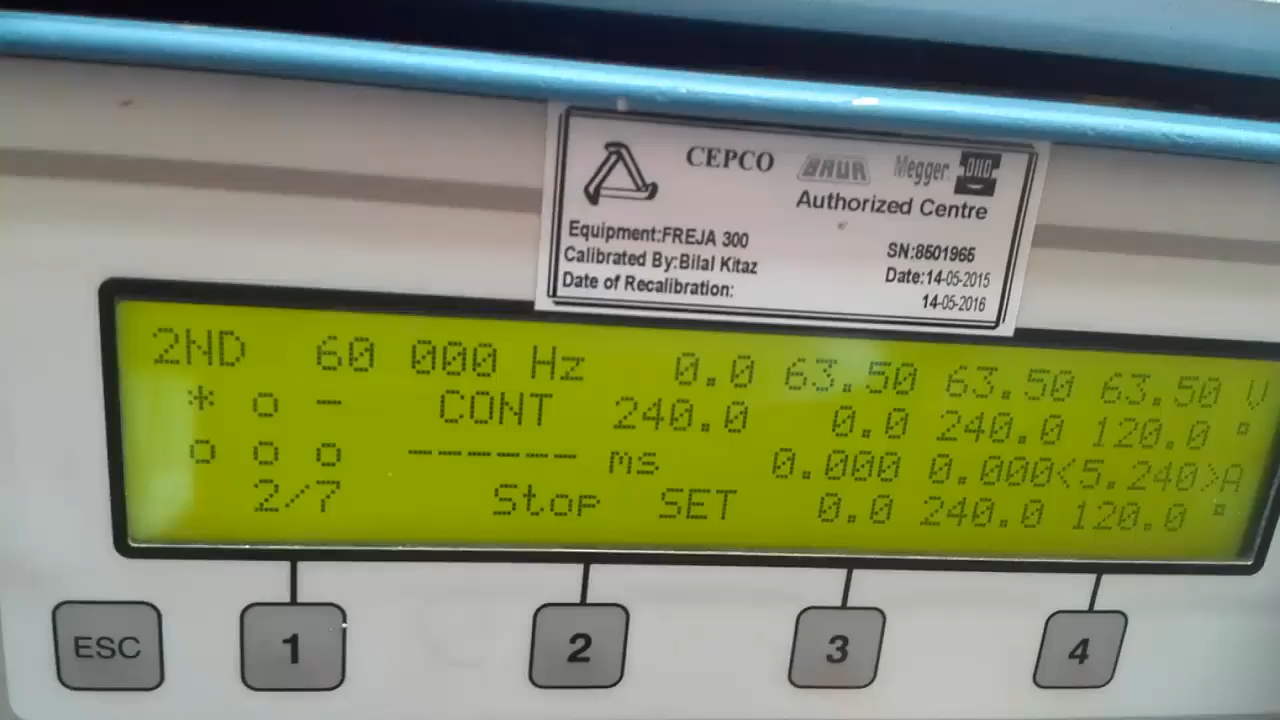 CEPCO BAUR Megger
Authorized Centre
Equipment:FREJA 300 SN:8501965
Calibrated By:Bilal Kitaz Date:14-05-2015
Date of Recalibration: 14-05-2016
2ND 60 000 Hz 0.0 63.50 63.50 63.50 V
* o - CONT 240.0 0.0 240.0 120.0 °
o o o ------ ms 0.000 0.000<5.240>A
2/7 Stop SET 0.0 240.0 120.0 °
ESC 1 2 3 4